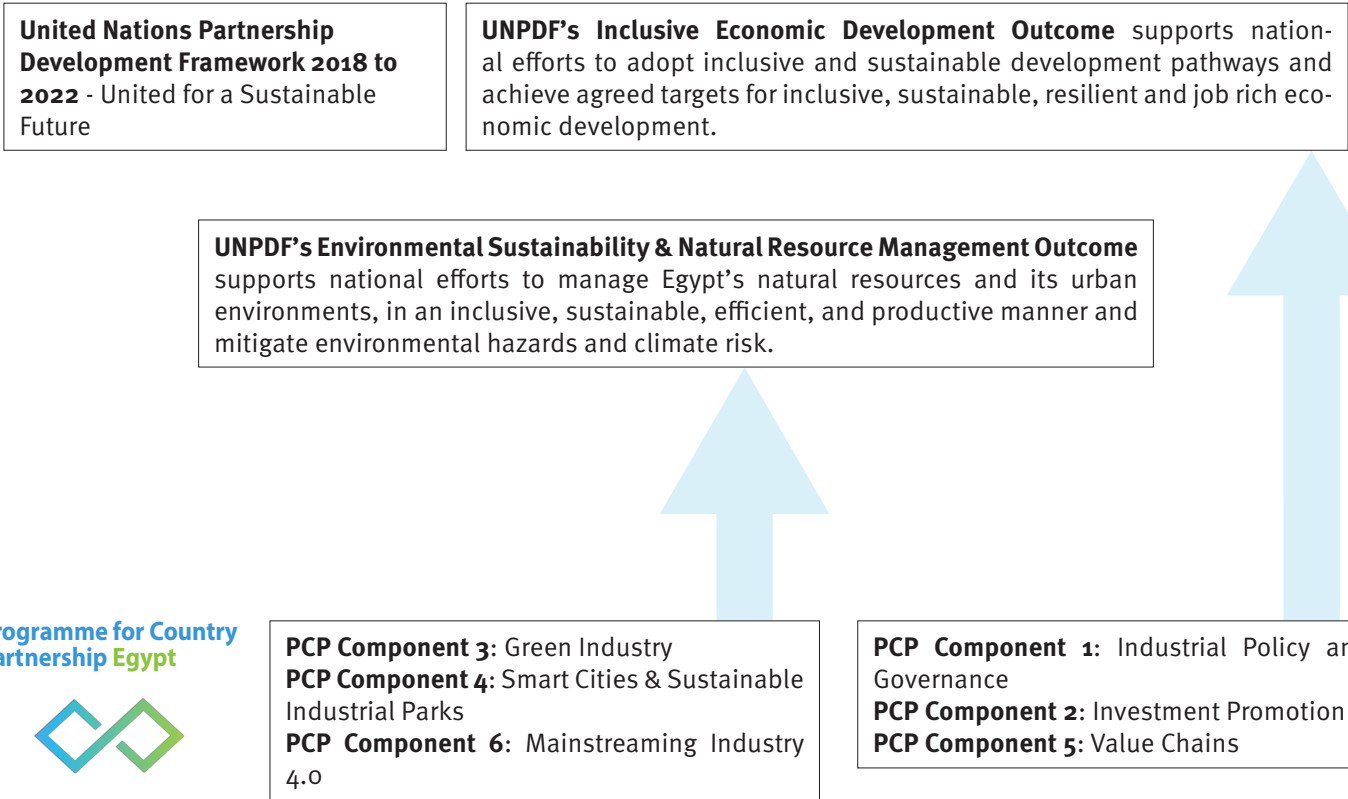 United Nations Partnership
Development Framework 2018 to
2022 - United for a Sustainable
Future
UNPDF's Inclusive Economic Development Outcome supports nation-
al efforts to adopt inclusive and sustainable development pathways and
achieve agreed targets for inclusive, sustainable, resilient and job rich eco-
nomic development.
UNPDF's Environmental Sustainability & Natural Resource Management Outcome
supports national efforts to manage Egypt's natural resources and its urban
environments, in an inclusive, sustainable, efficient, and productive manner and
mitigate environmental hazards and climate risk.
rogramme for Country
artnership Egypt
PCP Component 3: Green Industry
PCP Component 4: Smart Cities & Sustainable
Industrial Parks
PCP Component 6: Mainstreaming Industry
4.0
PCP Component 1: Industrial Policy an
Governance
PCP Component 2: Investment Promotion
PCP Component 5: Value Chains